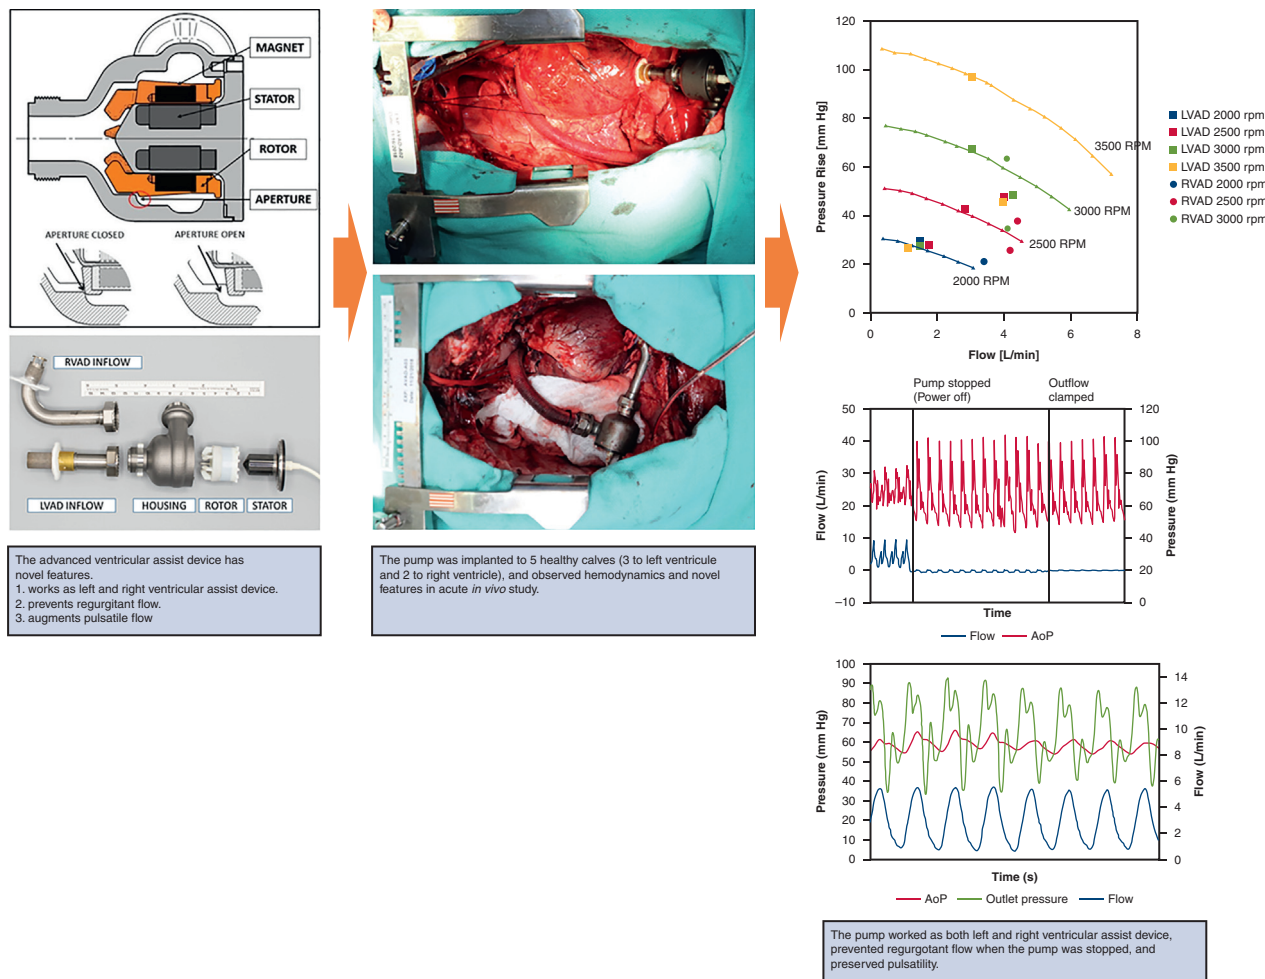 MAGNET
STATOR
ROTOR
APERTURE
APERTURE CLOSED
APERTURE OPEN
RVAD INFLOW
LVAD INFLOW
HOUSING
ROTOR
STATOR
The advanced ventricular assist device has
novel features.
1. works as left and right ventricular assist device.
2. prevents regurgitant flow.
3. augments pulsatile flow
The pump was implanted to 5 healthy calves (3 to left ventricule
and 2 to right ventricle), and observed hemodynamics and novel
features in acute in vivo study.
120
100
80
60
40
20
0
Pressure Rise [mm Hg]
3500 RPM
3000 RPM
2500 RPM
2000 RPM
0 2 4 6 8
Flow [L/min]
LVAD 2000 rpm
LVAD 2500 rpm
LVAD 3000 rpm
LVAD 3500 rpm
RVAD 2000 rpm
RVAD 2500 rpm
RVAD 3000 rpm
Pump stopped
(Power off)
Outflow
clamped
50
40
30
20
10
0
–10
Flow (L/min)
120
100
80
60
40
20
0
Pressure (mm Hg)
Time
Flow AoP
100
90
80
70
60
50
40
30
20
10
0
Pressure (mm Hg)
14
12
10
8
6
4
2
0
Flow (L/min)
Time (s)
AoP Outlet pressure Flow
The pump worked as both left and right ventricular assist device,
prevented regurgotant flow when the pump was stopped, and
preserved pulsatility.